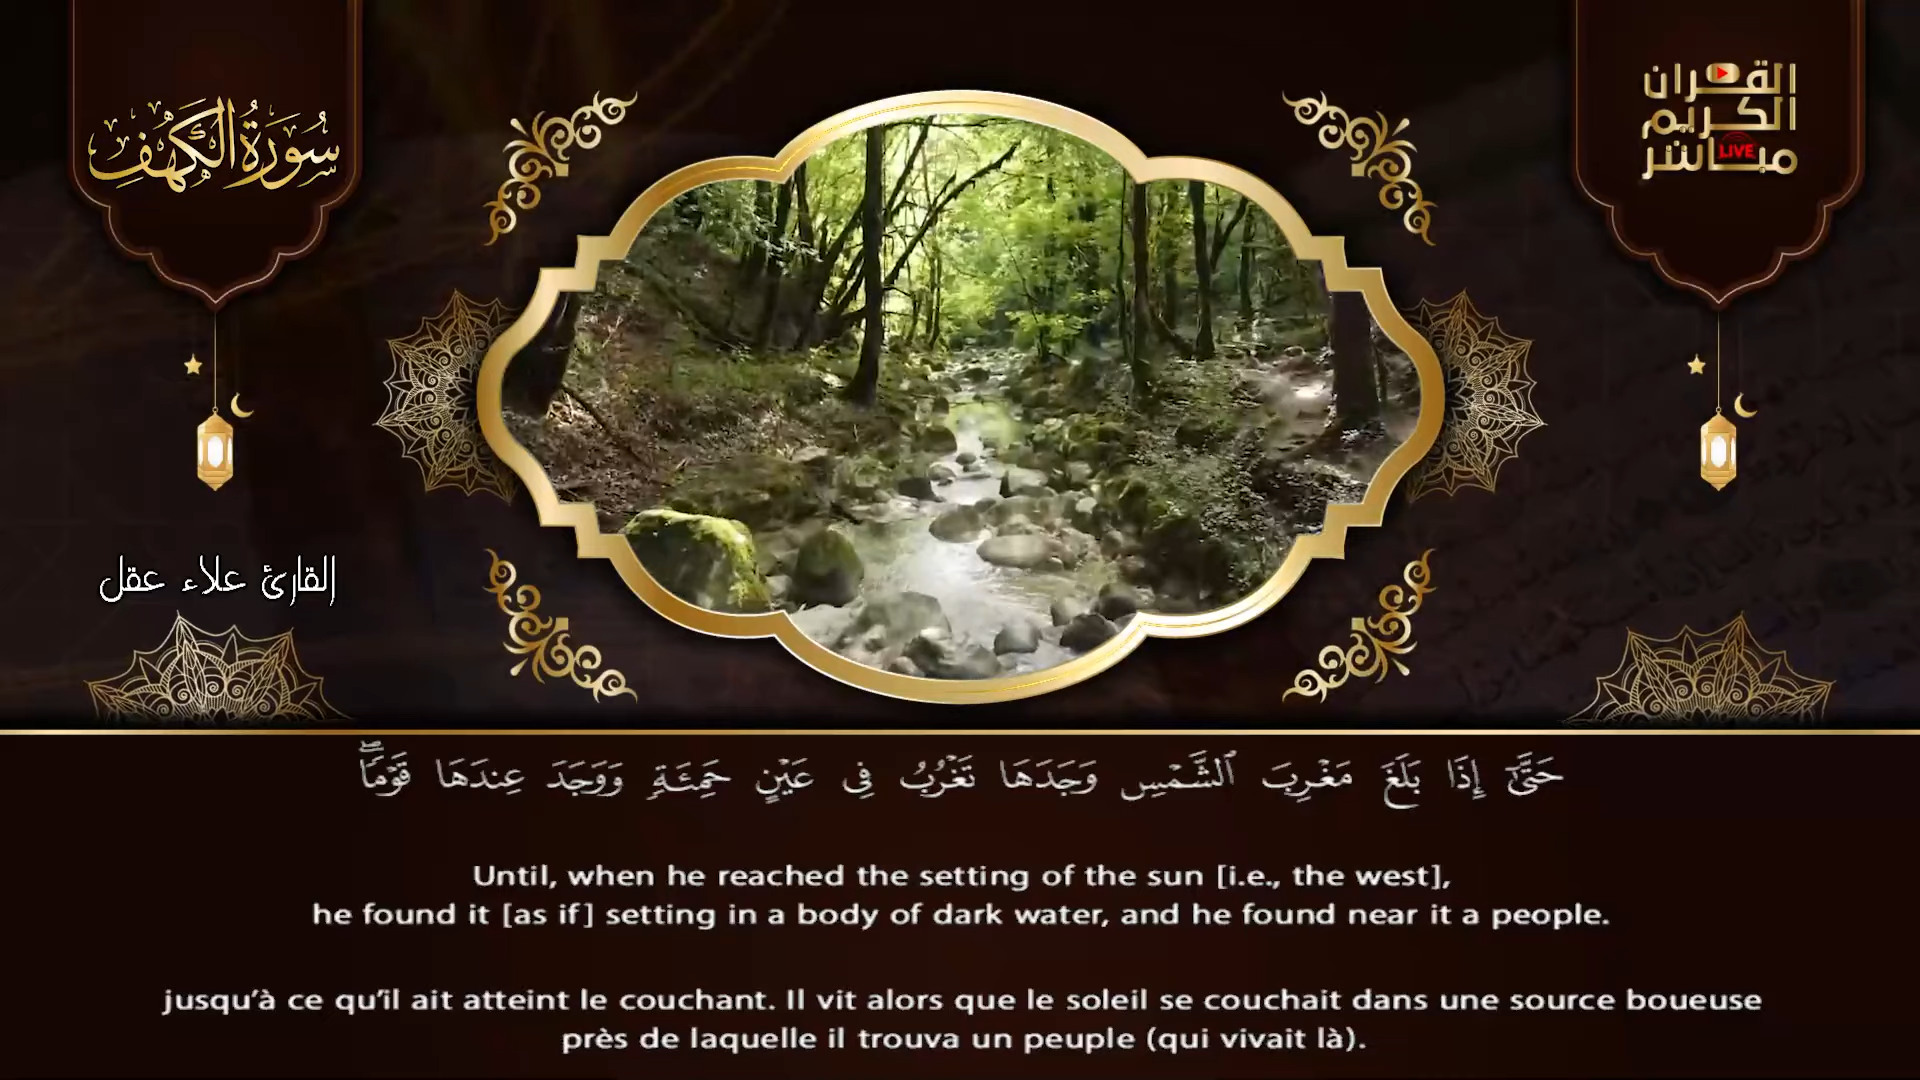 سُورَةُ الكَهْفِ
القرآن
الكريم
مباشر
LIVE
القارئ علاء عقل
حَتَّىٰٓ إِذَا بَلَغَ مَغْرِبَ ٱلشَّمْسِ وَجَدَهَا تَغْرُبُ فِى عَيْنٍ حَمِئَةٍ وَوَجَدَ عِندَهَا قَوْمًاۗ
Until, when he reached the setting of the sun [i.e., the west],
he found it [as if] setting in a body of dark water, and he found near it a people.
jusqu’à ce qu’il ait atteint le couchant. Il vit alors que le soleil se couchait dans une source boueuse
près de laquelle il trouva un peuple (qui vivait là).